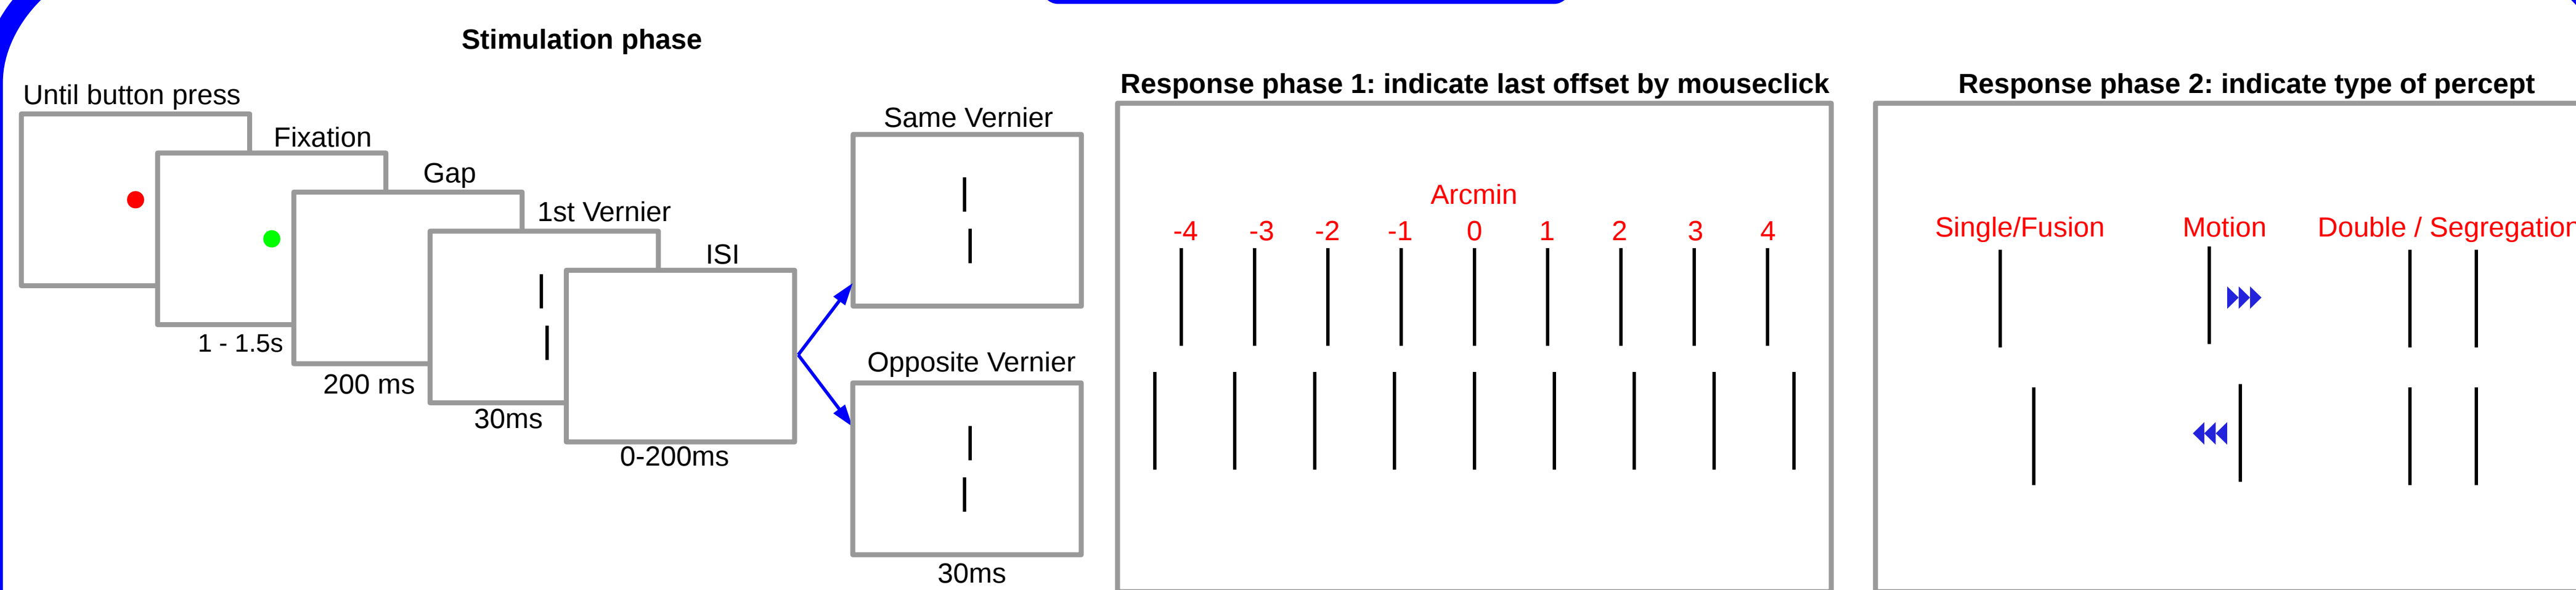 Stimulation phase
Until button press
Fixation
Gap
1st Vernier
ISI
1 - 1.5s
200 ms
30ms
0-200ms
Same Vernier
Opposite Vernier
30ms
Response phase 1: indicate last offset by mouseclick
Arcmin
-4 -3 -2 -1 0 1 2 3 4
Response phase 2: indicate type of percept
Single/Fusion Motion Double / Segregation